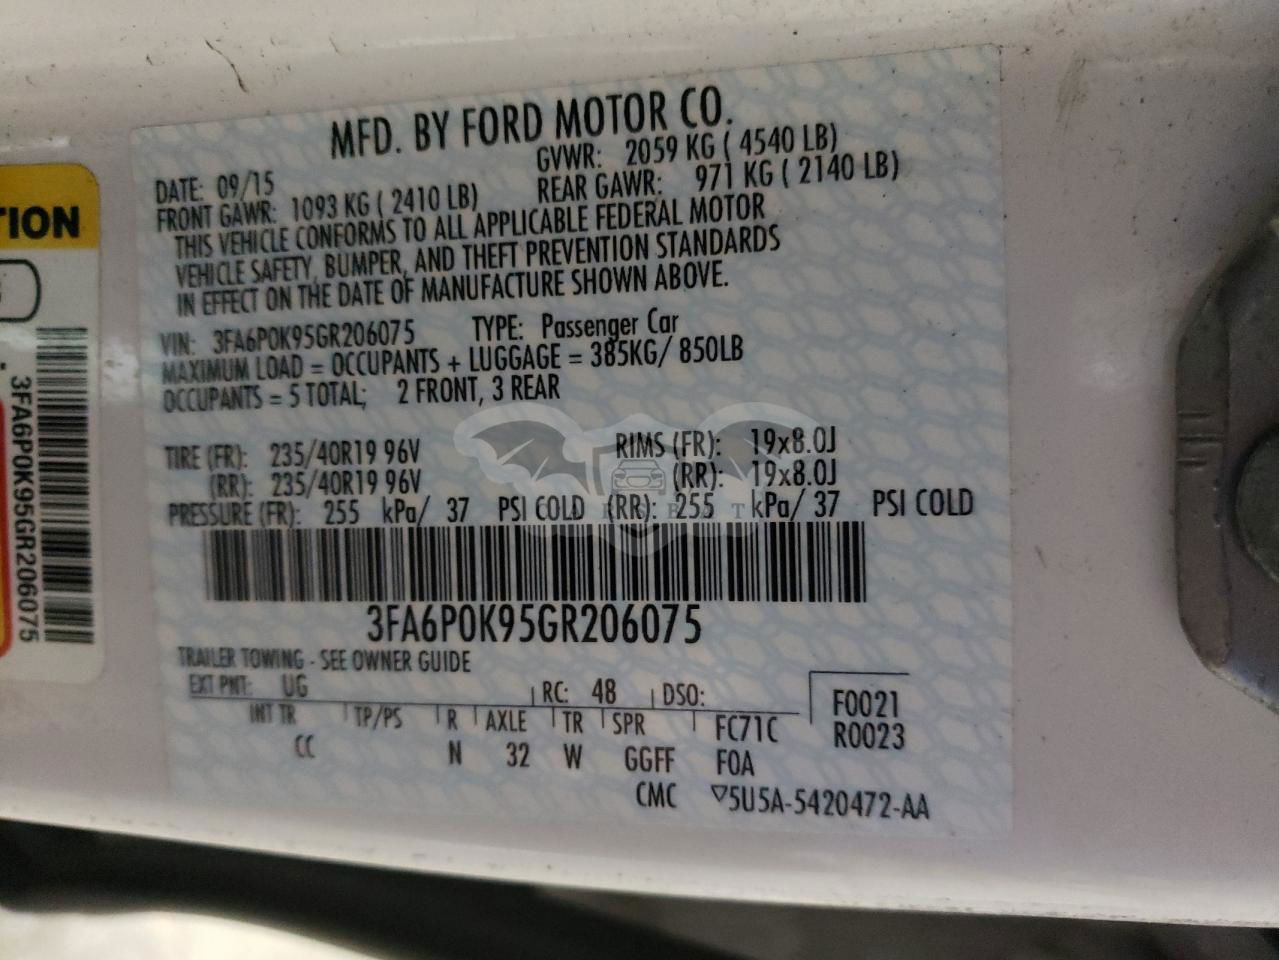 MFD. BY FORD MOTOR CO.
DATE: 09/15 GVWR: 2059 KG ( 4540 LB)
FRONT GAWR: 1093 KG ( 2410 LB) REAR GAWR: 971 KG ( 2140 LB)
THIS VEHICLE CONFORMS TO ALL APPLICABLE FEDERAL MOTOR
VEHICLE SAFETY, BUMPER, AND THEFT PREVENTION STANDARDS
IN EFFECT ON THE DATE OF MANUFACTURE SHOWN ABOVE.
VIN: 3FA6P0K95GR206075 TYPE: Passenger Car
MAXIMUM LOAD = OCCUPANTS + LUGGAGE = 385KG/ 850LB
OCCUPANTS = 5 TOTAL; 2 FRONT, 3 REAR
TIRE (FR): 235/40R19 96V RIMS (FR): 19x8.0J
(RR): 235/40R19 96V (RR): 19x8.0J
PRESSURE (FR): 255 kPa/ 37 PSI COLD (RR): 255 kPa/ 37 PSI COLD
3FA6P0K95GR206075
TRAILER TOWING - SEE OWNER GUIDE
EXT PNT: UG RC: 48 DSO: F0021
INT TR TP/PS R AXLE TR SPR FC71C R0023
CC N 32 W GGFF F0A
CMC ▽5U5A-5420472-AA
TION
3FA6P0K95GR206075